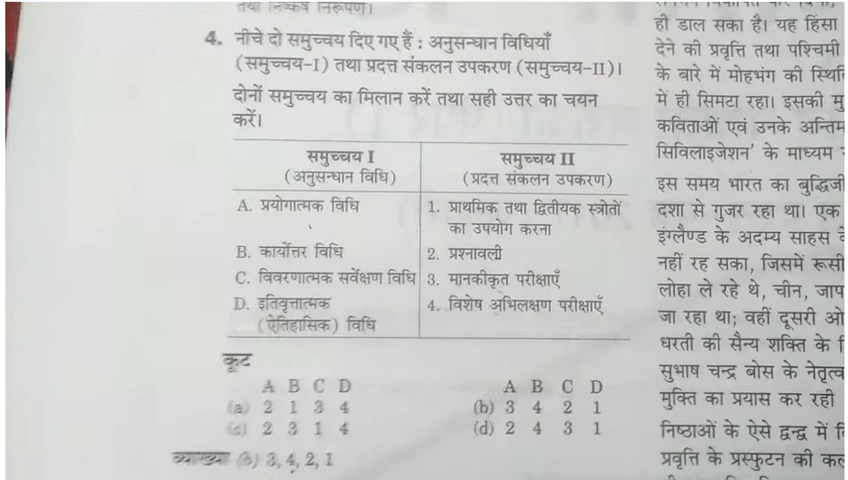 तथा निष्कर्ष निरूपण।
4. नीचे दो समुच्चय दिए गए हैं : अनुसन्धान विधियाँ
(समुच्चय-I) तथा प्रदत्त संकलन उपकरण (समुच्चय-II)।
दोनों समुच्चय का मिलान करें तथा सही उत्तर का चयन
करें।
समुच्चय I समुच्चय II
(अनुसन्धान विधि) (प्रदत्त संकलन उपकरण)
A. प्रयोगात्मक विधि 1. प्राथमिक तथा द्वितीयक स्त्रोतों
का उपयोग करना
B. कार्योत्तर विधि 2. प्रश्नावली
C. विवरणात्मक सर्वेक्षण विधि 3. मानकीकृत परीक्षाएँ
D. इतिवृत्तात्मक 4. विशेष अभिलक्षण परीक्षाएँ
(ऐतिहासिक) विधि
कूट
A B C D A B C D
(a) 2 1 3 4 (b) 3 4 2 1
(c) 2 3 1 4 (d) 2 4 3 1
व्याख्या (b) 3, 4, 2, 1
ही डाल सका है। यह हिंसा
देने की प्रवृत्ति तथा पश्चिमी
के बारे में मोहभंग की
में ही सिमटा रहा। इसकी
कविताओं एवं उनके अन्तिम
सिविलाइजेशन' के माध्यम
इस समय भारत का
दशा से गुजर रहा था। एक
इंग्लैण्ड के अदम्य साहस
नहीं रह सका, जिसमें रूसी
लोहा ले रहे थे, चीन,
जा रहा था; वहीं दूसरी
धरती की सैन्य शक्ति के
सुभाष चन्द्र बोस के
मुक्ति का प्रयास कर रही
निष्ठाओं के ऐसे द्वन्द्व में
प्रवृत्ति के प्रस्फुटन की